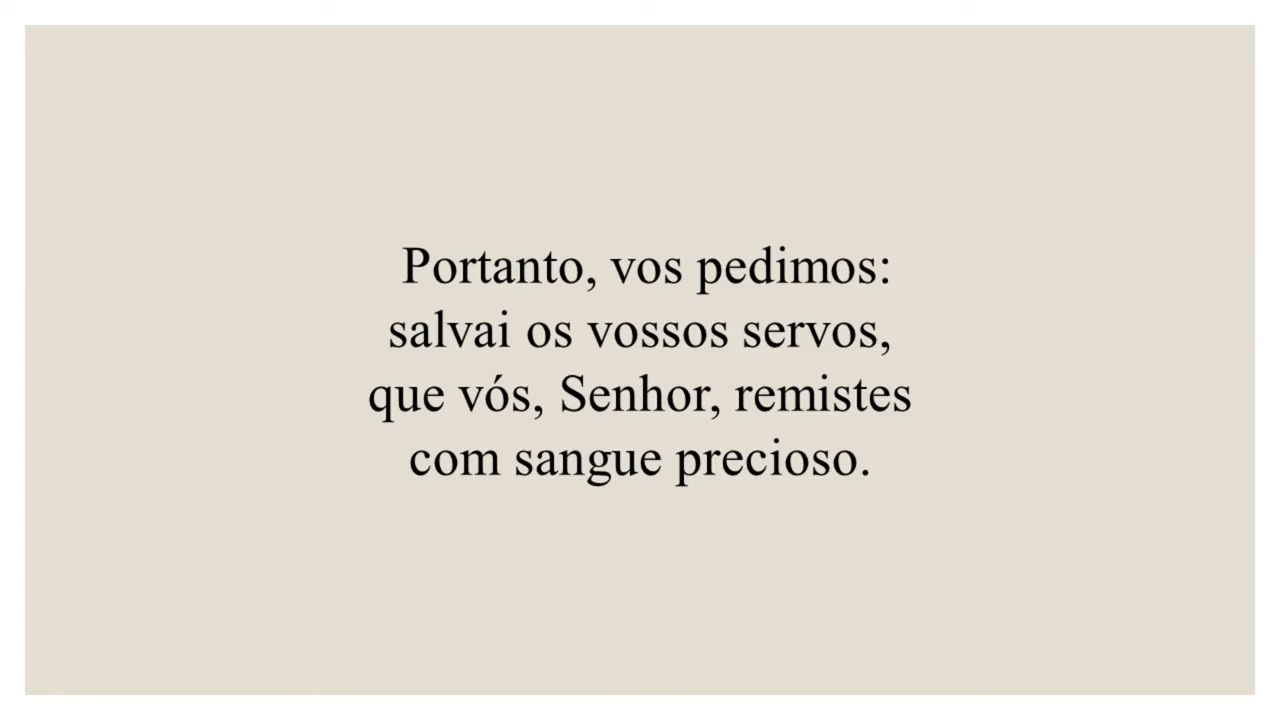 Portanto, vos pedimos:
salvai os vossos servos,
que vós, Senhor, remistes
com sangue precioso.